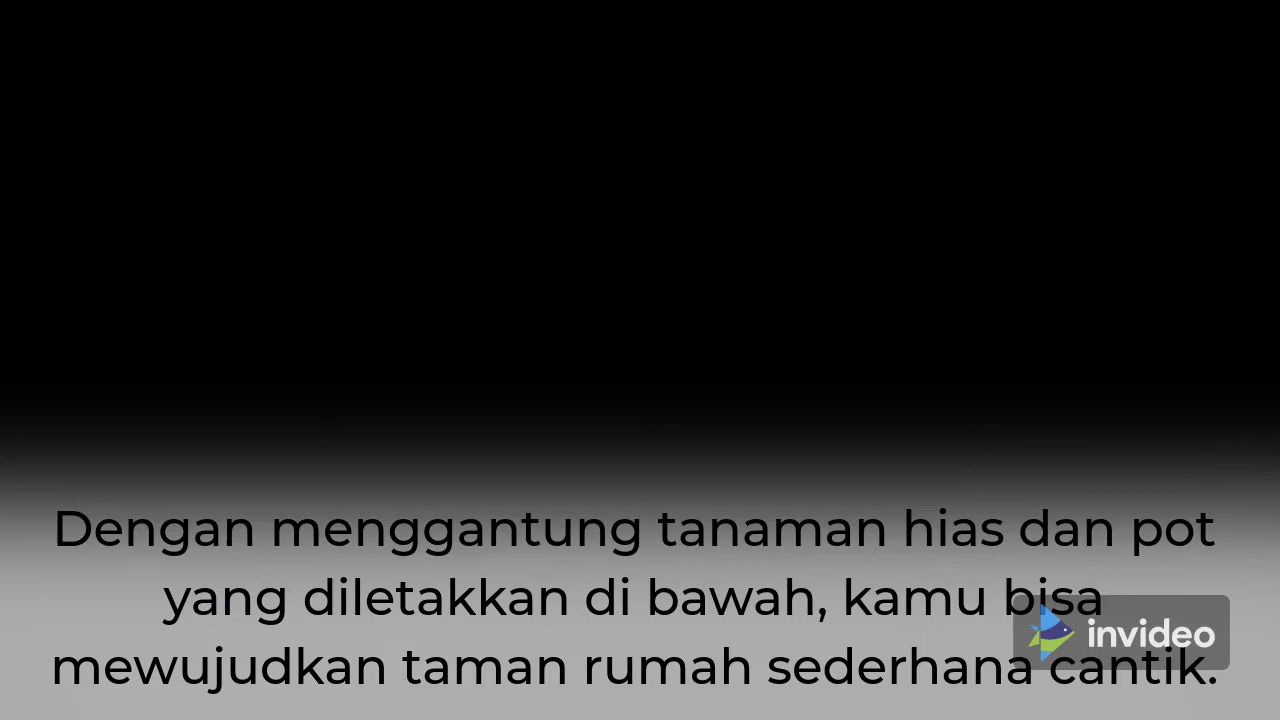 Dengan menggantung tanaman hias dan pot
yang diletakkan di bawah, kamu bisa
mewujudkan taman rumah sederhana cantik.
invideo